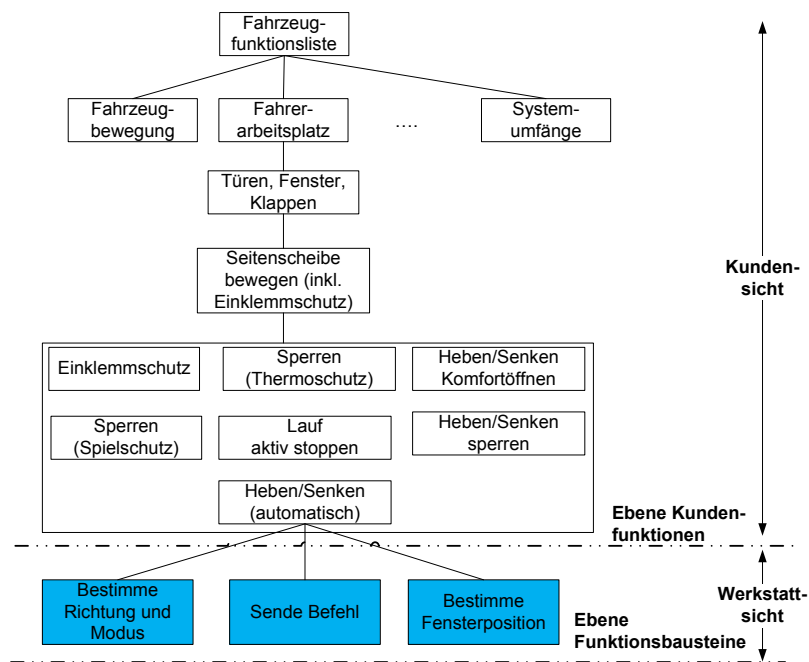 Fahrzeug-
funktionsliste
Fahrzeug-
bewegung
Fahrer-
arbeitsplatz
....
System-
umfänge
Türen, Fenster,
Klappen
Seitenscheibe
bewegen (inkl.
Einklemmschutz)
Kunden-
sicht
Einklemmschutz
Sperren
(Thermoschutz)
Heben/Senken
Komfortöffnen
Sperren
(Spielschutz)
Lauf
aktiv stoppen
Heben/Senken
sperren
Heben/Senken
(automatisch)
Ebene Kunden-
funktionen
Bestimme
Richtung und
Modus
Sende Befehl
Bestimme
Fensterposition
Werkstatt-
sicht
Ebene
Funktionsbausteine